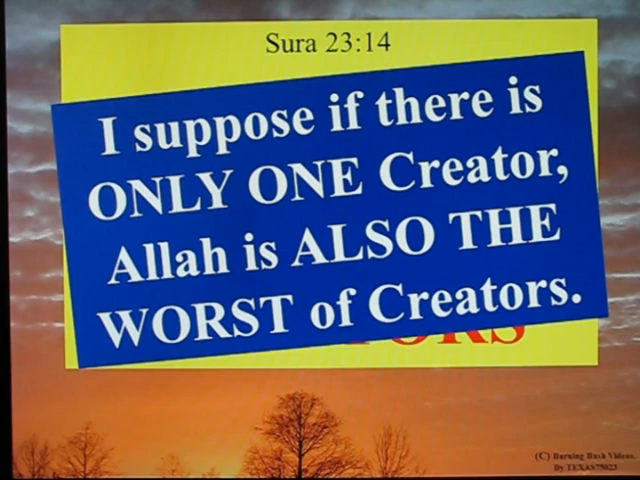 Sura 23:14
I suppose if there is
ONLY ONE Creator,
Allah is ALSO THE
WORST of Creators.
(C) Burning Bush Videos.
By TEXAS75023